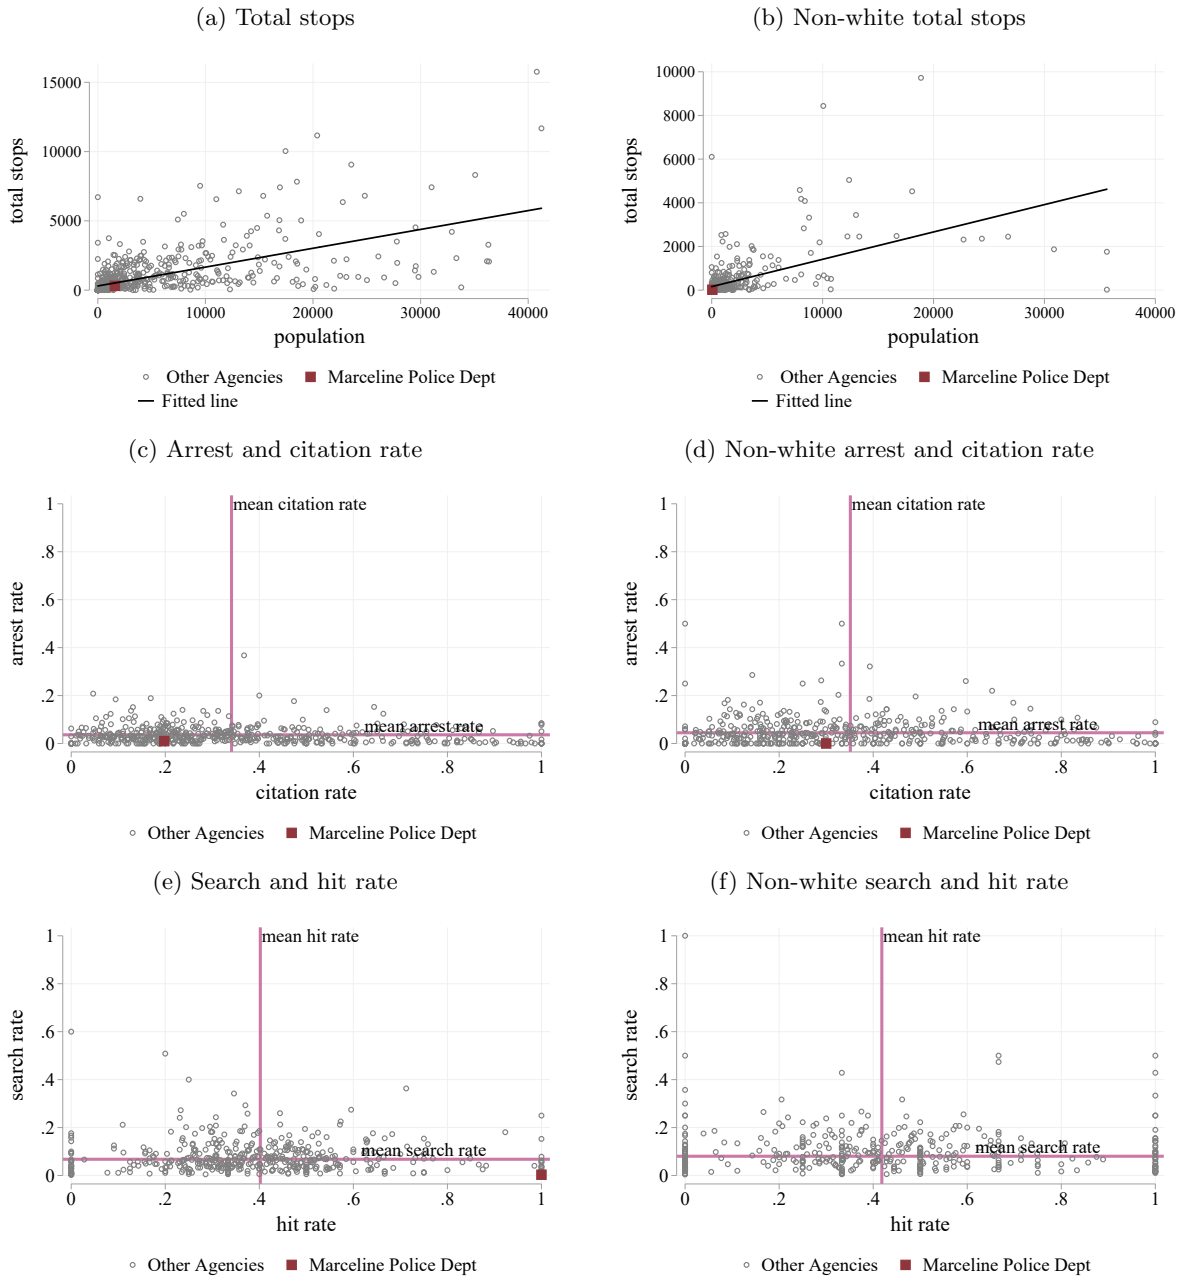 (a) Total stops
(b) Non-white total stops
total stops
15000
10000
5000
0
0 10000 20000 30000 40000
population
Other Agencies Marceline Police Dept
Fitted line
total stops
10000
8000
6000
4000
2000
0
0 10000 20000 30000 40000
population
Other Agencies Marceline Police Dept
Fitted line
(c) Arrest and citation rate
(d) Non-white arrest and citation rate
mean citation rate
arrest rate
1
.8
.6
.4
.2
0
mean arrest rate
0 .2 .4 .6 .8 1
citation rate
Other Agencies Marceline Police Dept
mean citation rate
arrest rate
1
.8
.6
.4
.2
0
mean arrest rate
0 .2 .4 .6 .8 1
citation rate
Other Agencies Marceline Police Dept
(e) Search and hit rate
(f) Non-white search and hit rate
mean hit rate
search rate
1
.8
.6
.4
.2
0
mean search rate
0 .2 .4 .6 .8 1
hit rate
Other Agencies Marceline Police Dept
mean hit rate
search rate
1
.8
.6
.4
.2
0
mean search rate
0 .2 .4 .6 .8 1
hit rate
Other Agencies Marceline Police Dept